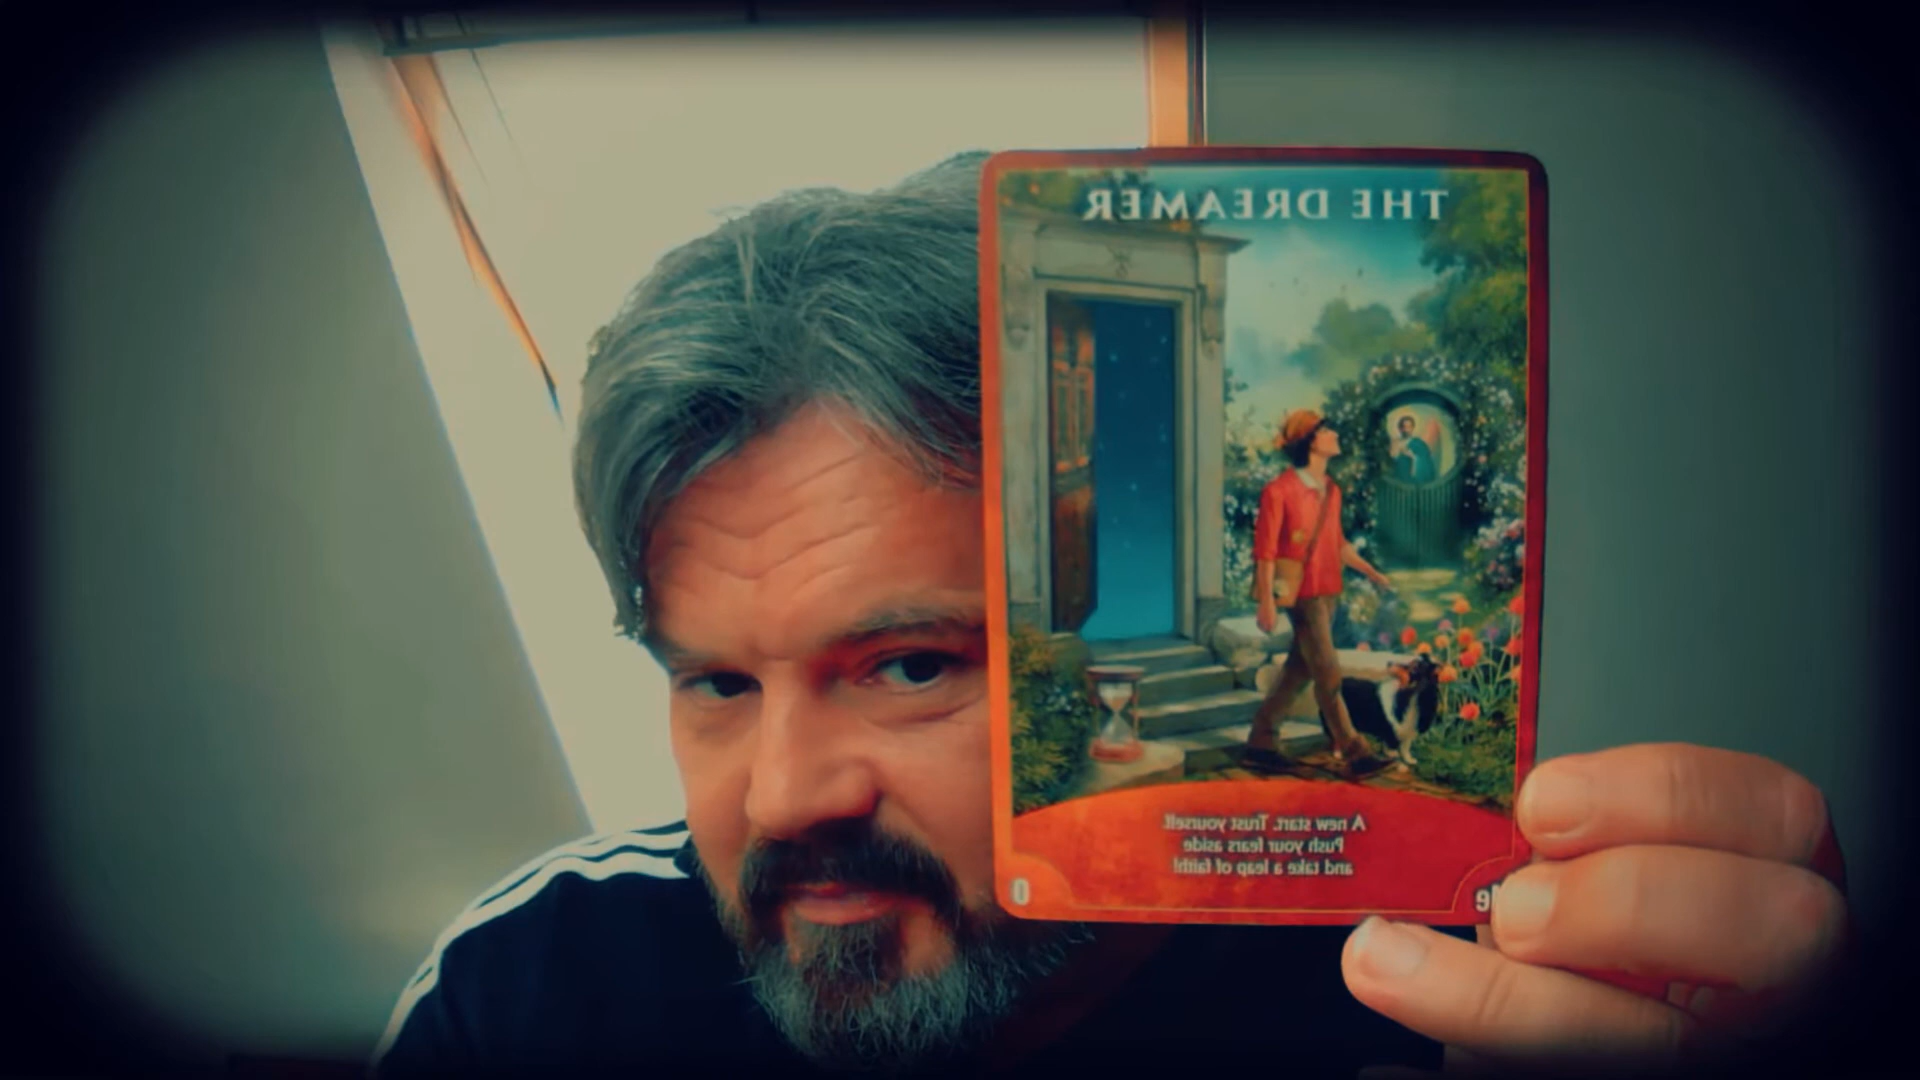 THE DREAMER
A new start. Trust yourself.
Push your fears aside
and take a leap of faith!
0